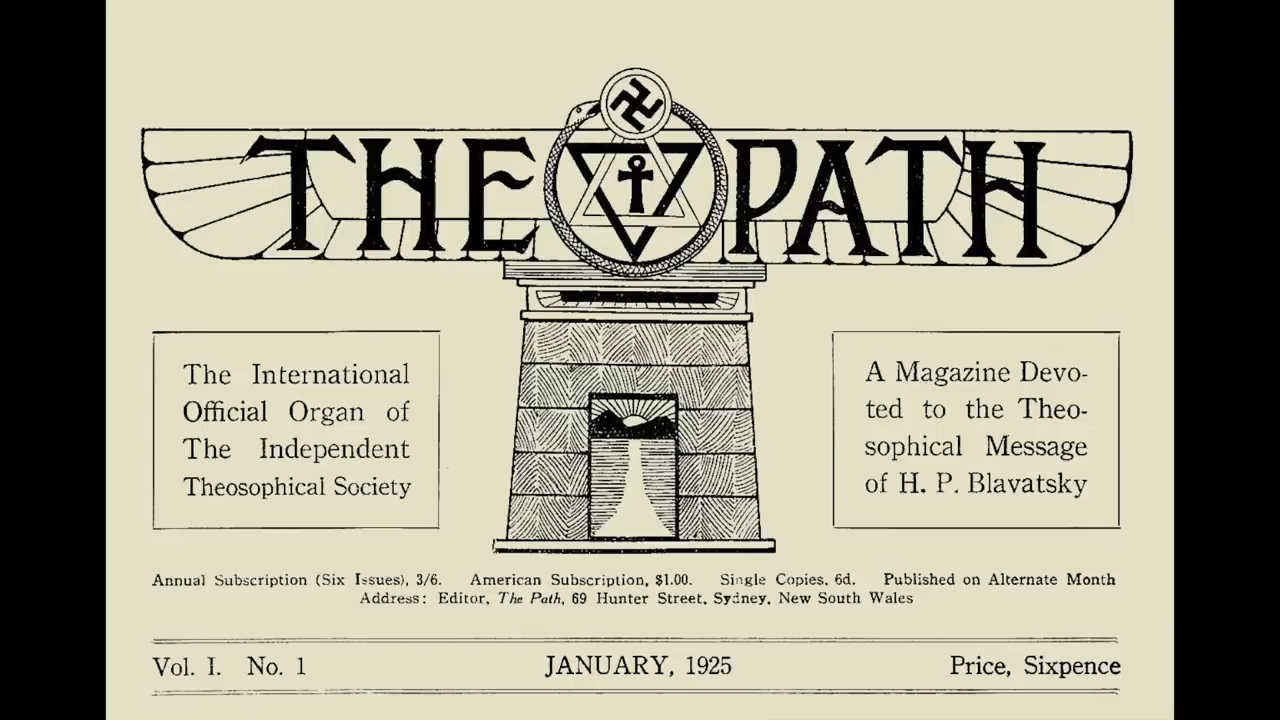 THE PATH
The International
Official Organ of
The Independent
Theosophical Society
A Magazine Devo-
ted to the Theo-
sophical Message
of H. P. Blavatsky
Annual Subscription (Six Issues), 3/6. American Subscription, $1.00. Single Copies, 6d. Published on Alternate Month
Address: Editor, The Path, 69 Hunter Street, Sydney, New South Wales
Vol. I. No. 1 JANUARY, 1925 Price, Sixpence